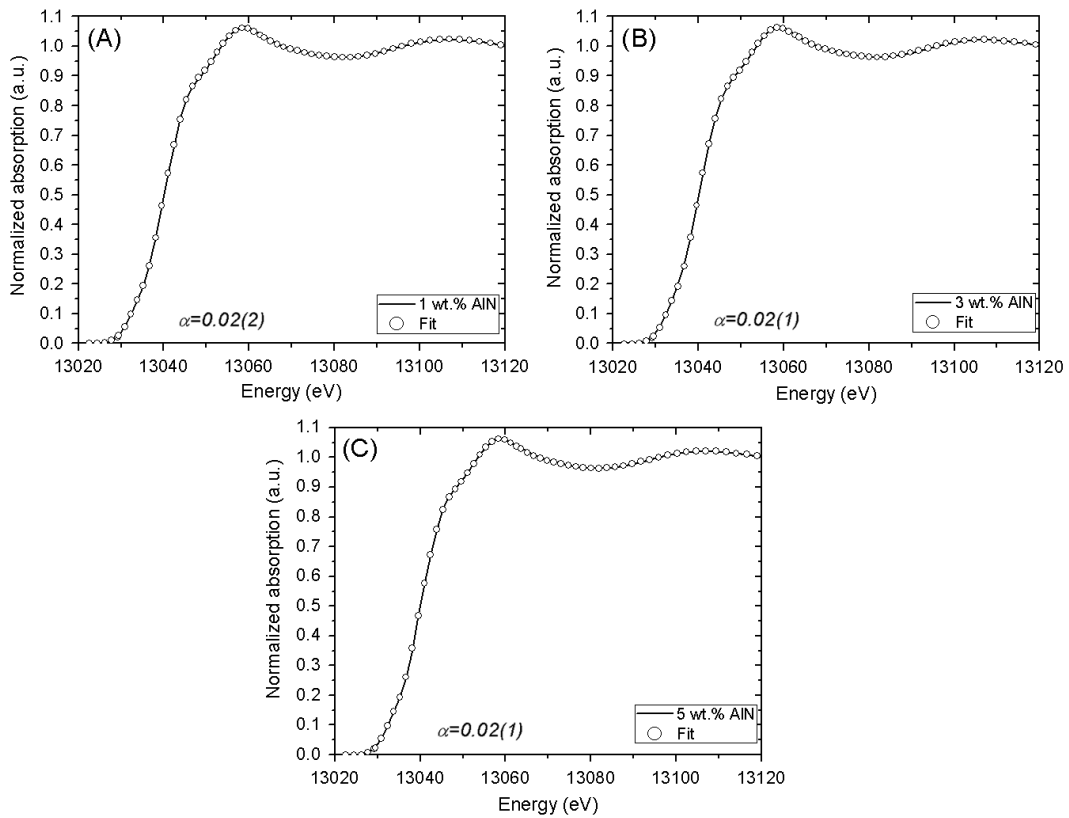 (A)
Normalized absorption (a.u.)
1.1
1.0
0.9
0.8
0.7
0.6
0.5
0.4
0.3
0.2
0.1
0.0
α=0.02(2)
1 wt.% AlN
Fit
13020 13040 13060 13080 13100 13120
Energy (eV)
(B)
Normalized absorption (a.u.)
1.1
1.0
0.9
0.8
0.7
0.6
0.5
0.4
0.3
0.2
0.1
0.0
α=0.02(1)
3 wt.% AlN
Fit
13020 13040 13060 13080 13100 13120
Energy (eV)
(C)
Normalized absorption (a.u.)
1.1
1.0
0.9
0.8
0.7
0.6
0.5
0.4
0.3
0.2
0.1
0.0
α=0.02(1)
5 wt.% AlN
Fit
13020 13040 13060 13080 13100 13120
Energy (eV)